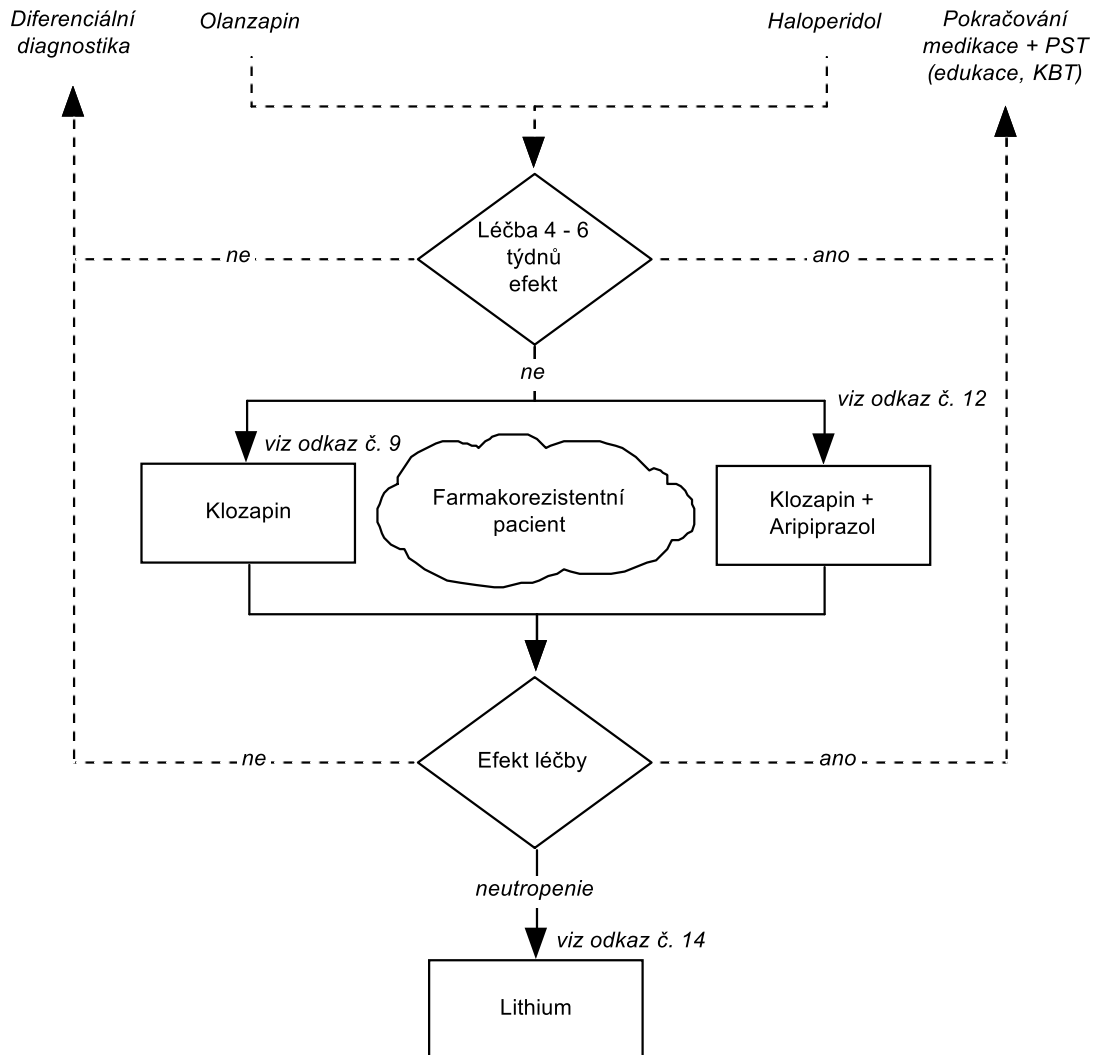 Diferenciální
diagnostika
Olanzapin
Haloperidol
Pokračování
medikace + PST
(edukace, KBT)
Léčba 4 - 6
týdnů
efekt
ne
ano
ne
viz odkaz č. 12
viz odkaz č. 9
Klozapin
Farmakorezistentní
pacient
Klozapin +
Aripiprazol
Efekt léčby
ne
ano
neutropenie
viz odkaz č. 14
Lithium